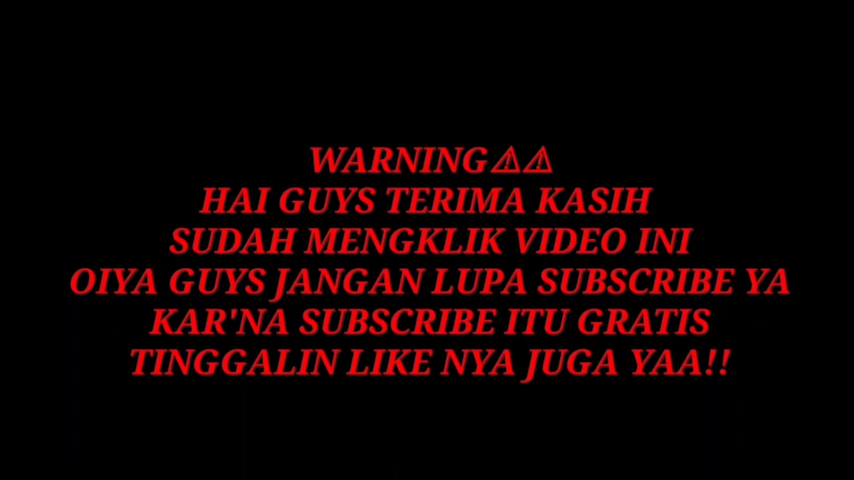 WARNING⚠⚠
HAI GUYS TERIMA KASIH
SUDAH MENGKLIK VIDEO INI
OIYA GUYS JANGAN LUPA SUBSCRIBE YA
KAR'NA SUBSCRIBE ITU GRATIS
TINGGALIN LIKE NYA JUGA YAA!!